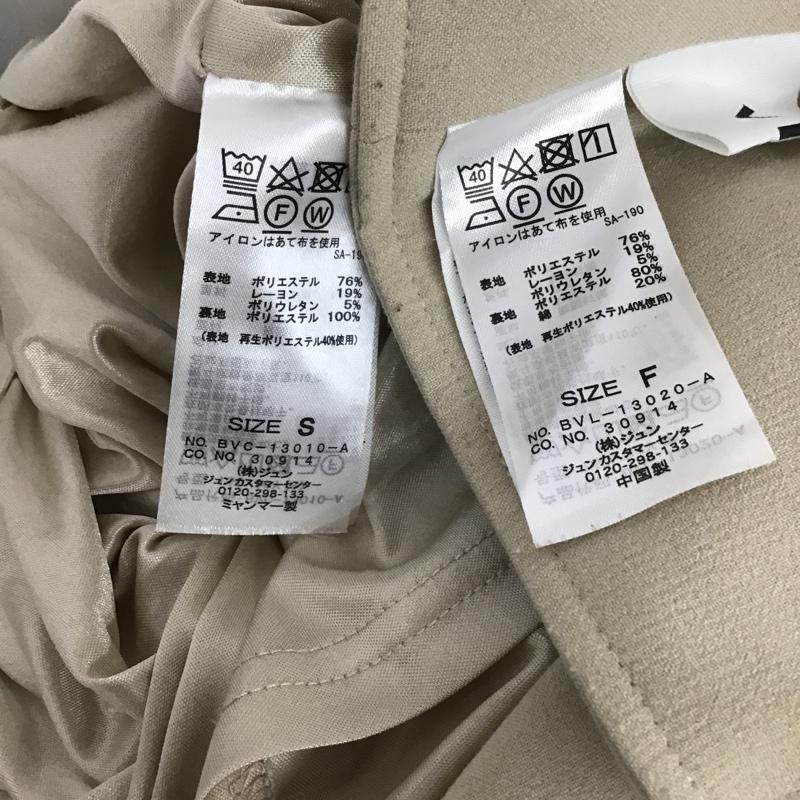 40
F W
アイロンはあて布を使用
SA-19
表地 ポリエステル 76%
レーヨン 19%
ポリウレタン 5%
裏地 ポリエステル 100%
(表地 再生ポリエステル40%使用)
SIZE S
NO. BVC-13010-A
CO. NO. 30914
(株)ジュン
ジュンカスタマーセンター
0120-298-133
ミャンマー製
40
F W
アイロンはあて布を使用
SA-190
表地 ポリエステル 76%
レーヨン 19%
ポリウレタン 5%
裏地 ポリエステル 80%
綿 20%
(表地 再生ポリエステル40%使用)
SIZE F
NO. BVL-13020-A
CO. NO. 30914
(株)ジュン
ジュンカスタマーセンター
0120-298-133
中国製